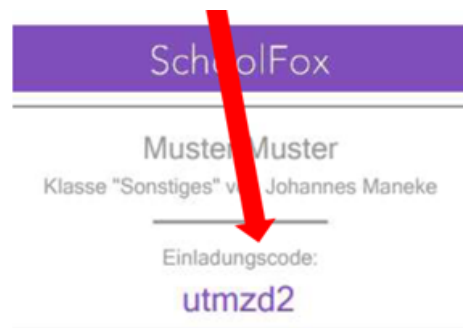 SchoolFox
Muster Muster
Klasse "Sonstiges" von Johannes Maneke
Einladungscode:
utmzd2